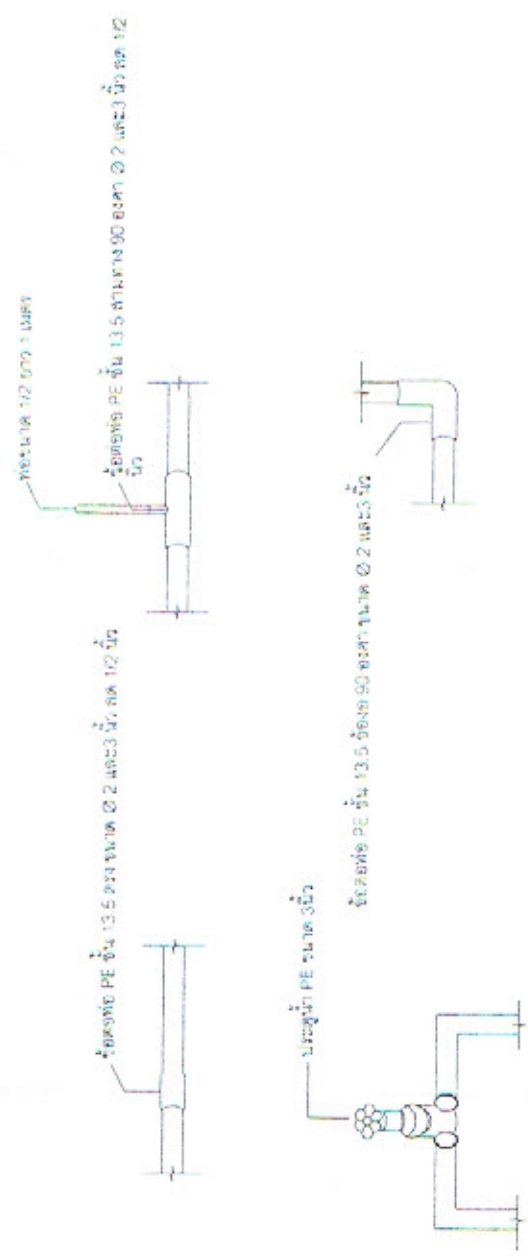 ข้อต่อท่อ PE ชั้น 13.5 ตรง ขนาด Ø 2 และ3 นิ้ว ลด 1/2 นิ้ว
ท่อขนาด 1/2 ยาว 1 เมตร
ข้อต่อท่อ PE ชั้น 13.5 สามทาง 90 องศา Ø 2 และ3 นิ้ว ลด 1/2
นิ้ว
ประตูน้ำ PE ขนาด 3นิ้ว
ข้อต่อท่อ PE ชั้น 13.5 ข้องอ 90 องศา ขนาด Ø 2 และ3 นิ้ว